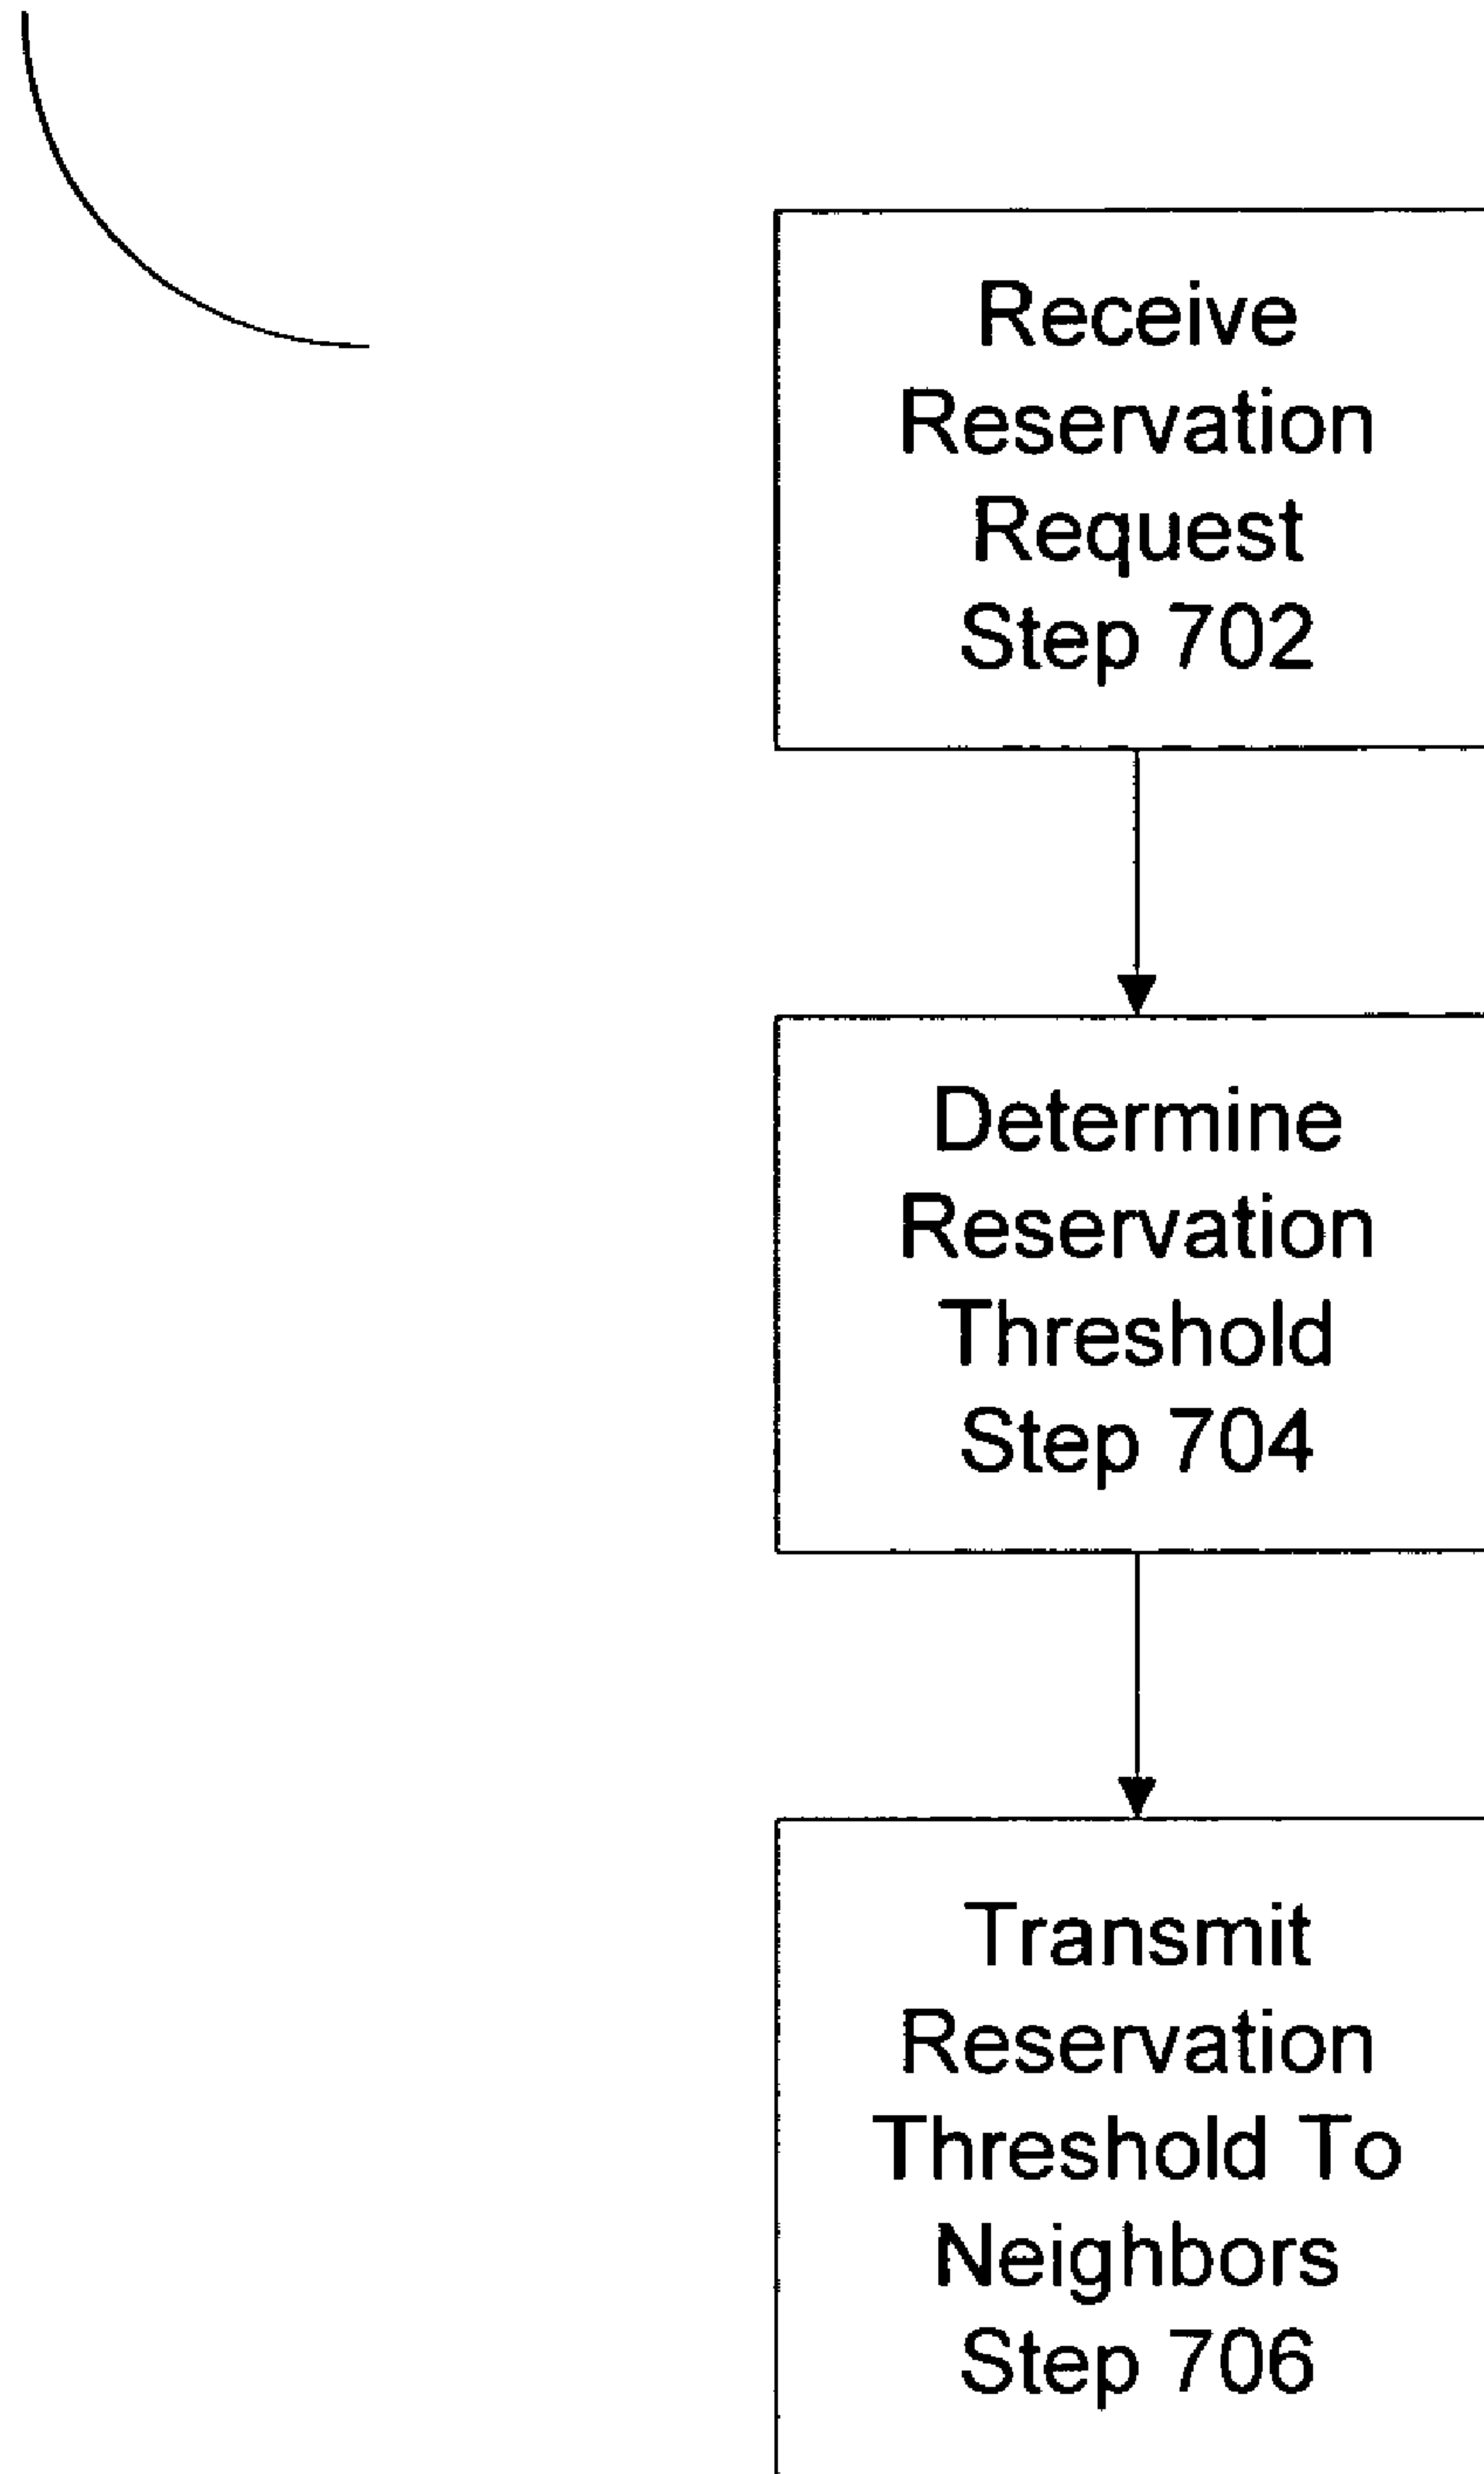 Receive
Reservation
Request
Step 702
Determine
Reservation
Threshold
Step 704
Transmit
Reservation
Threshold To
Neighbors
Step 706